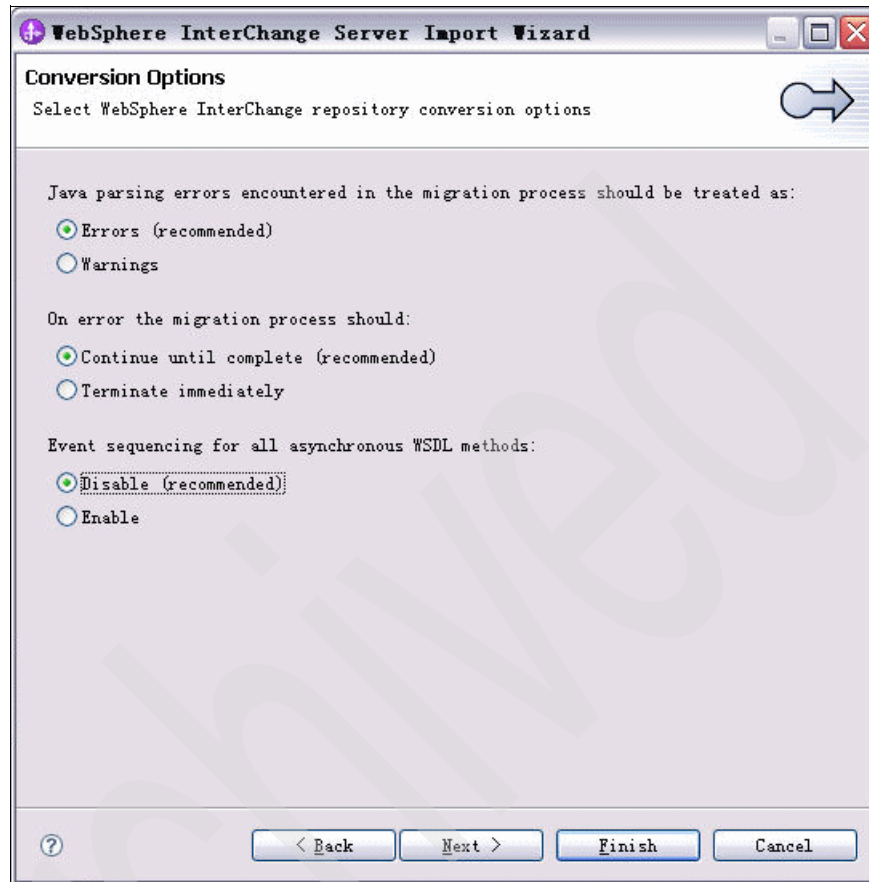 WebSphere InterChange Server Import Wizard
Conversion Options
Select WebSphere InterChange repository conversion options
Java parsing errors encountered in the migration process should be treated as:
Errors (recommended)
Warnings
On error the migration process should:
Continue until complete (recommended)
Terminate immediately
Event sequencing for all asynchronous WSDL methods:
Disable (recommended)
Enable
? < Back Next > Finish Cancel